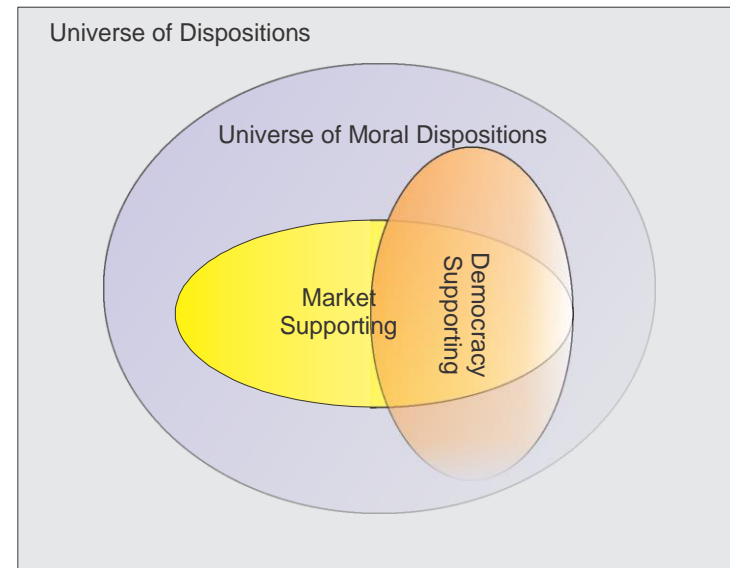 Universe of Dispositions
Universe of Moral Dispositions
Market
Supporting
Democracy
Supporting